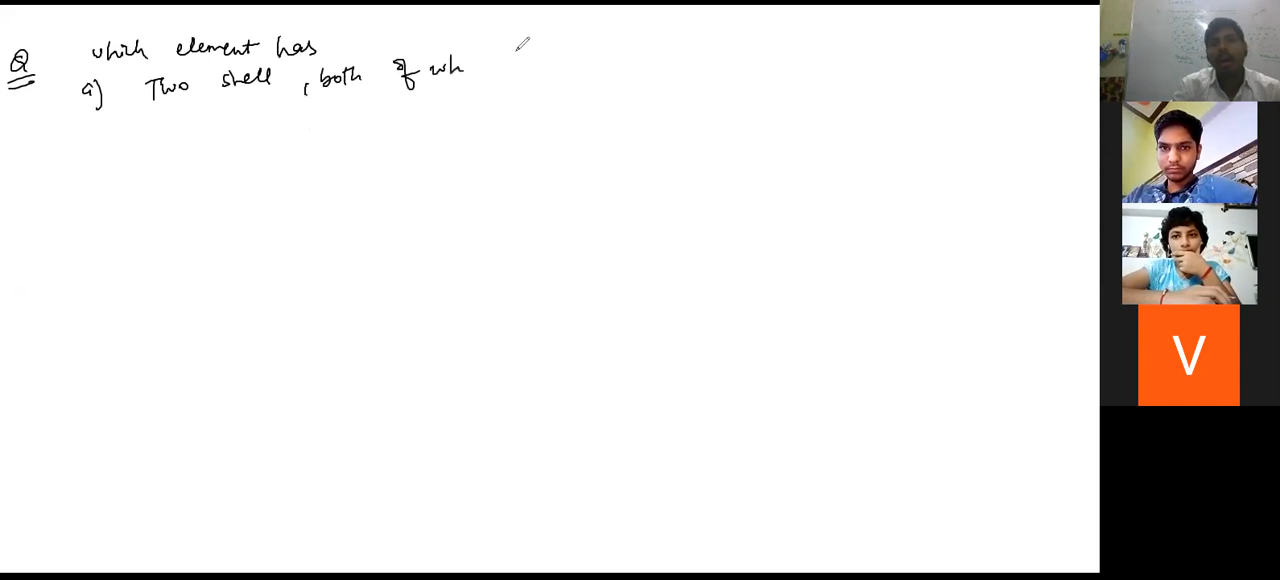 Q which element has
a) Two shell, both of wh
V